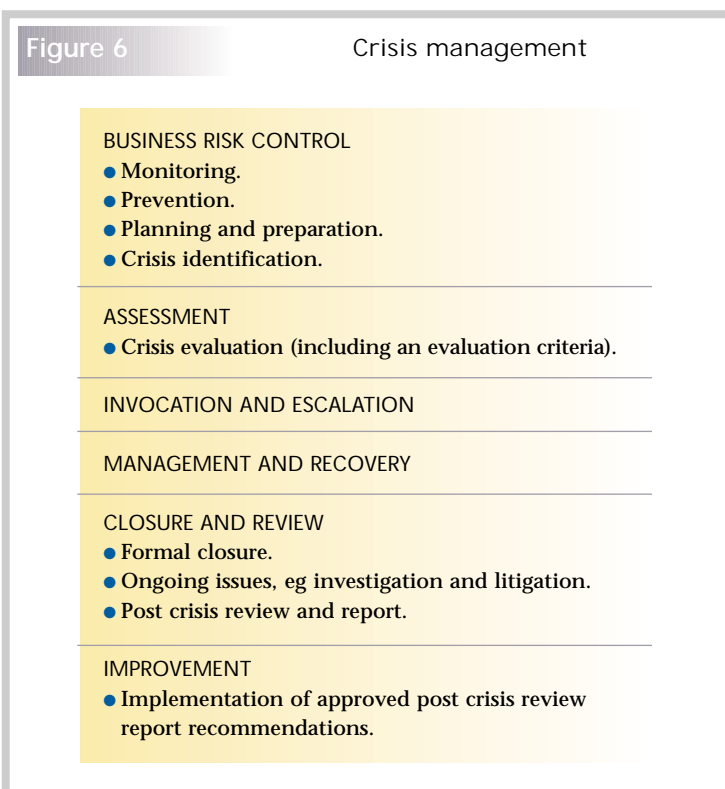 Figure 6
Crisis management
BUSINESS RISK CONTROL
● Monitoring.
● Prevention.
● Planning and preparation.
● Crisis identification.
ASSESSMENT
● Crisis evaluation (including an evaluation criteria).
INVOCATION AND ESCALATION
MANAGEMENT AND RECOVERY
CLOSURE AND REVIEW
● Formal closure.
● Ongoing issues, eg investigation and litigation.
● Post crisis review and report.
IMPROVEMENT
● Implementation of approved post crisis review
report recommendations.